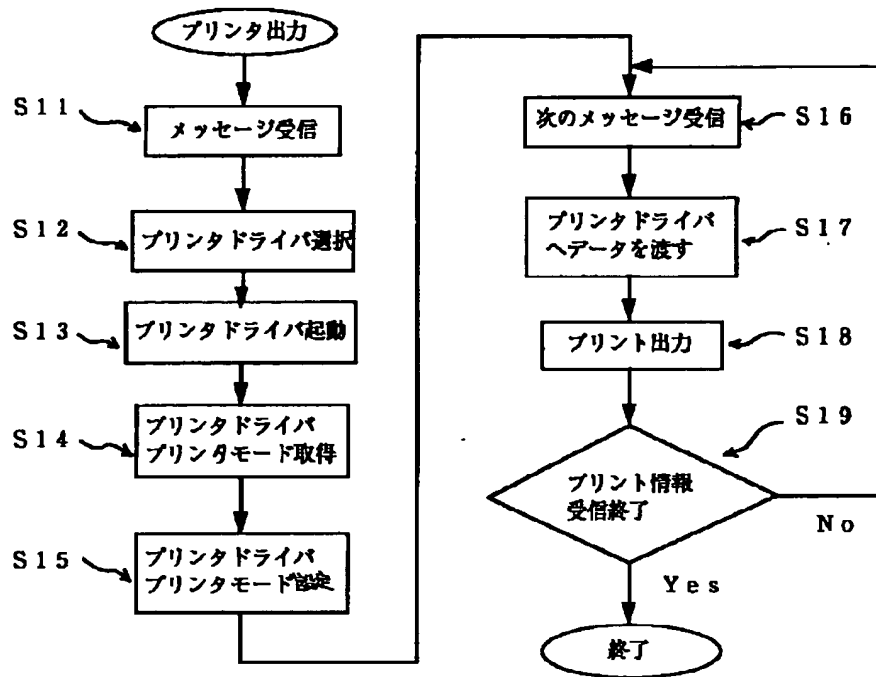 プリンタ出力
S11
メッセージ受信
S12
プリンタドライバ選択
S13
プリンタドライバ起動
S14
プリンタドライバ
プリンタモード取得
S15
プリンタドライバ
プリンタモード設定
次のメッセージ受信
S16
プリンタドライバ
へデータを渡す
S17
プリント出力
S18
S19
プリント情報
受信終了
No
Yes
終了